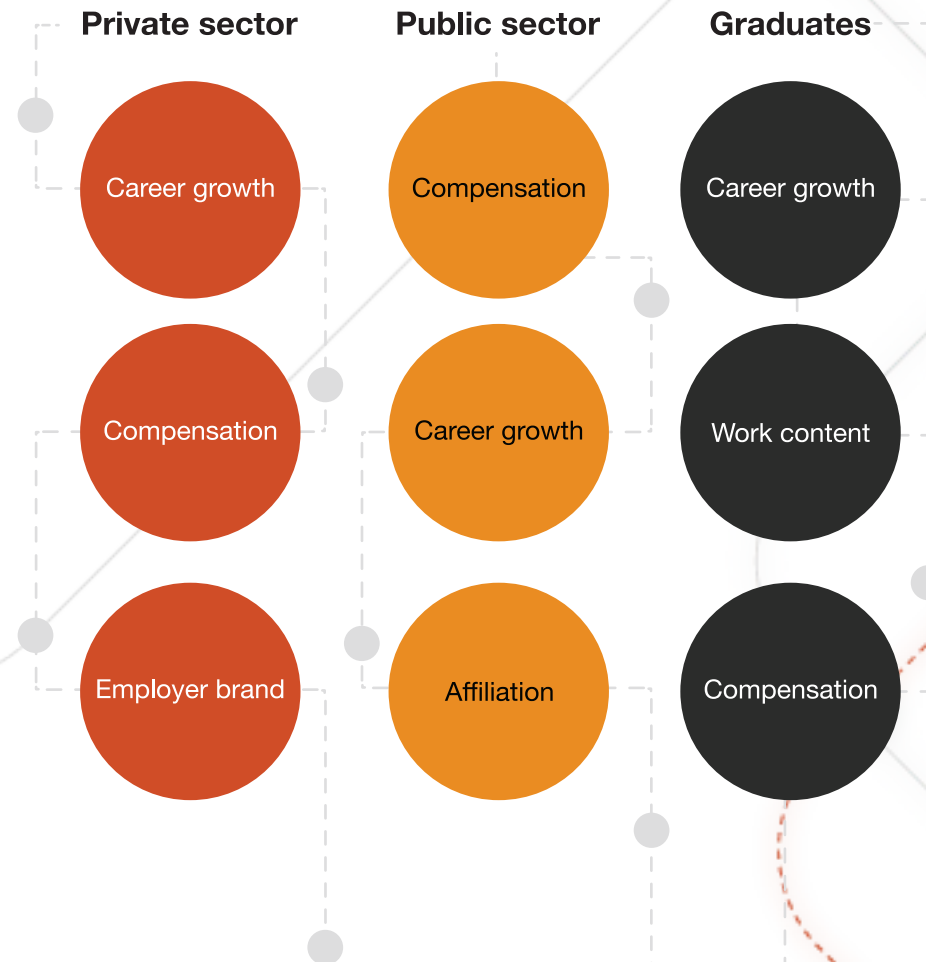 Private sector
Public sector
Graduates
Career growth
Compensation
Career growth
Compensation
Career growth
Work content
Employer brand
Affiliation
Compensation